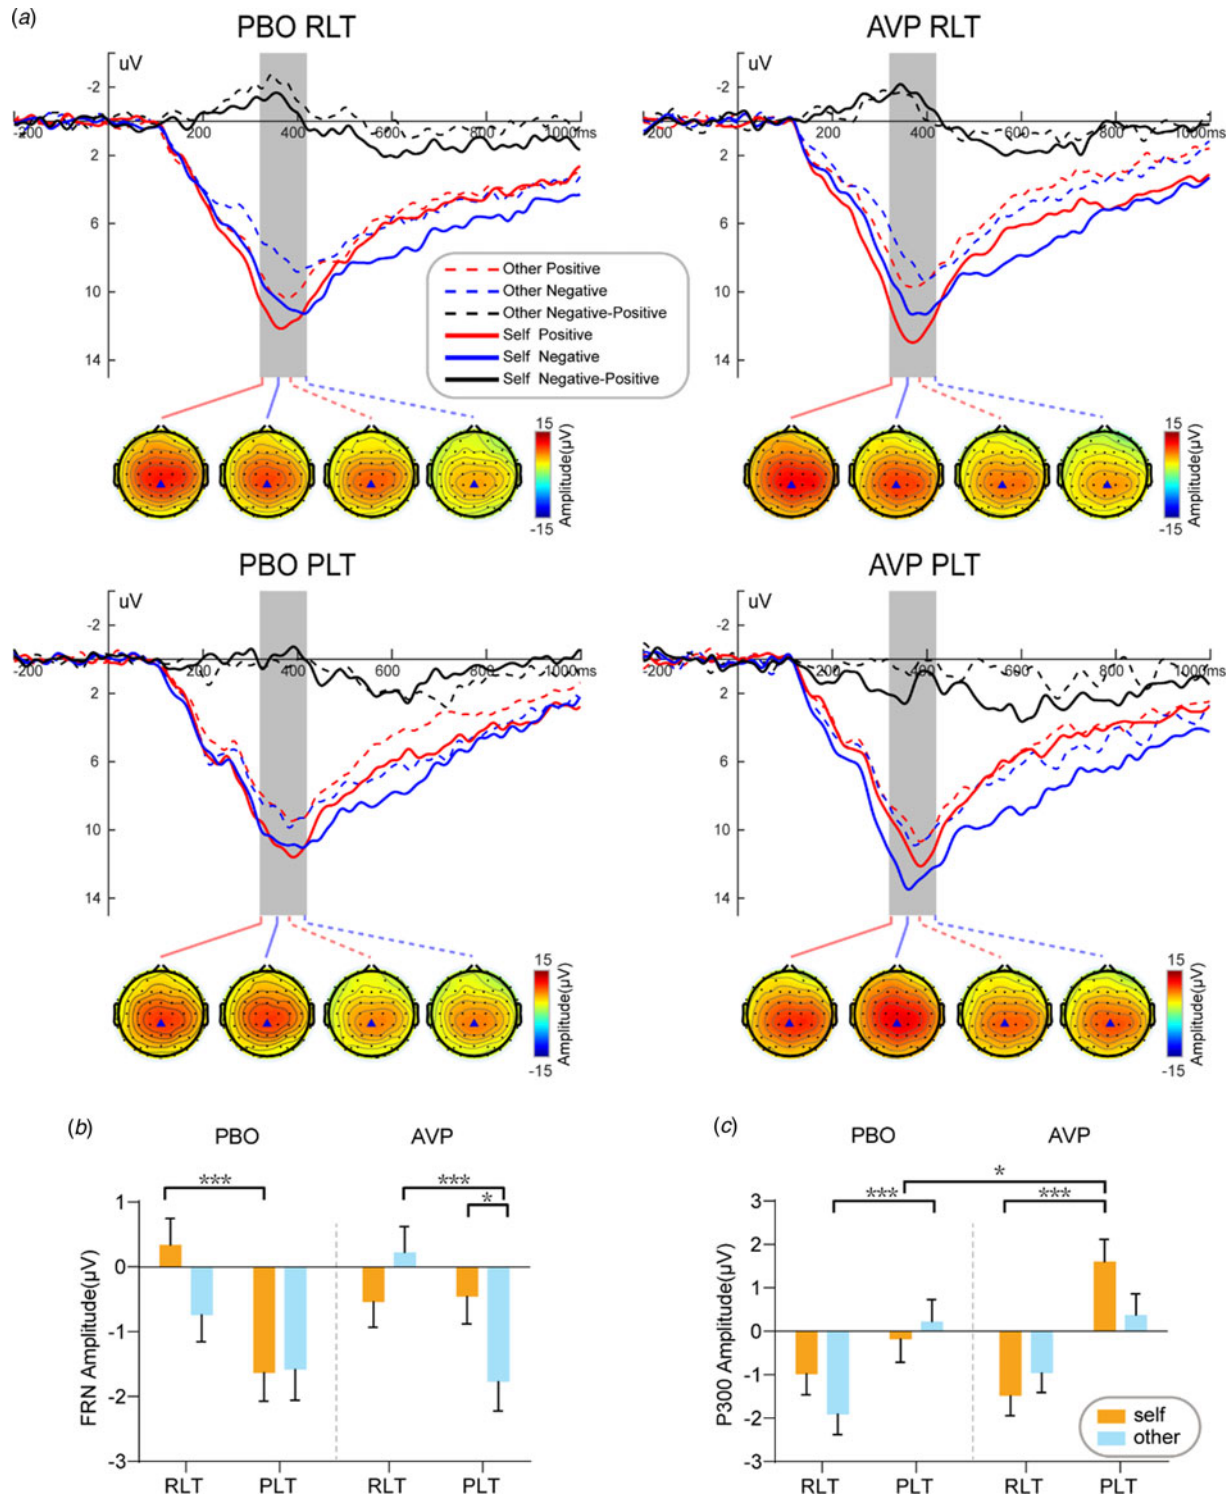 (a)
PBO RLT
AVP RLT
uV
-2
-200
200
400
600
800
1000ms
2
6
10
14
uV
-2
-200
200
400
600
800
1000ms
2
6
10
14
Other Positive
Other Negative
Other Negative-Positive
Self Positive
Self Negative
Self Negative-Positive
15
-15
Amplitude(μV)
15
-15
Amplitude(μV)
PBO PLT
AVP PLT
uV
-2
-200
200
400
600
800
1000ms
2
6
10
14
uV
-2
-200
200
400
600
800
1000ms
2
6
10
14
15
-15
Amplitude(μV)
15
-15
Amplitude(μV)
(b)
PBO
AVP
***
***
*
1
0
-1
-2
-3
FRN Amplitude(μV)
RLT
PLT
RLT
PLT
(c)
PBO
AVP
*
***
***
3
2
1
0
-1
-2
-3
P300 Amplitude(μV)
self
other
RLT
PLT
RLT
PLT